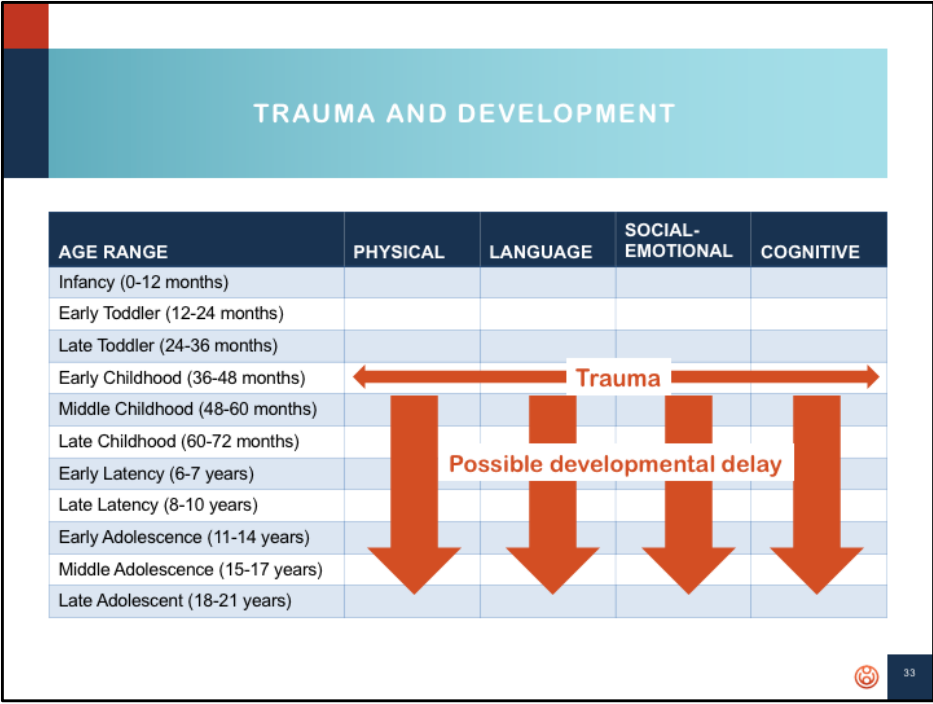 TRAUMA AND DEVELOPMENT
AGE RANGE PHYSICAL LANGUAGE SOCIAL-
EMOTIONAL COGNITIVE
Infancy (0-12 months)
Early Toddler (12-24 months)
Late Toddler (24-36 months)
Early Childhood (36-48 months) Trauma
Middle Childhood (48-60 months)
Late Childhood (60-72 months)
Possible developmental delay
Early Latency (6-7 years)
Late Latency (8-10 years)
Early Adolescence (11-14 years)
Middle Adolescence (15-17 years)
Late Adolescent (18-21 years)
33